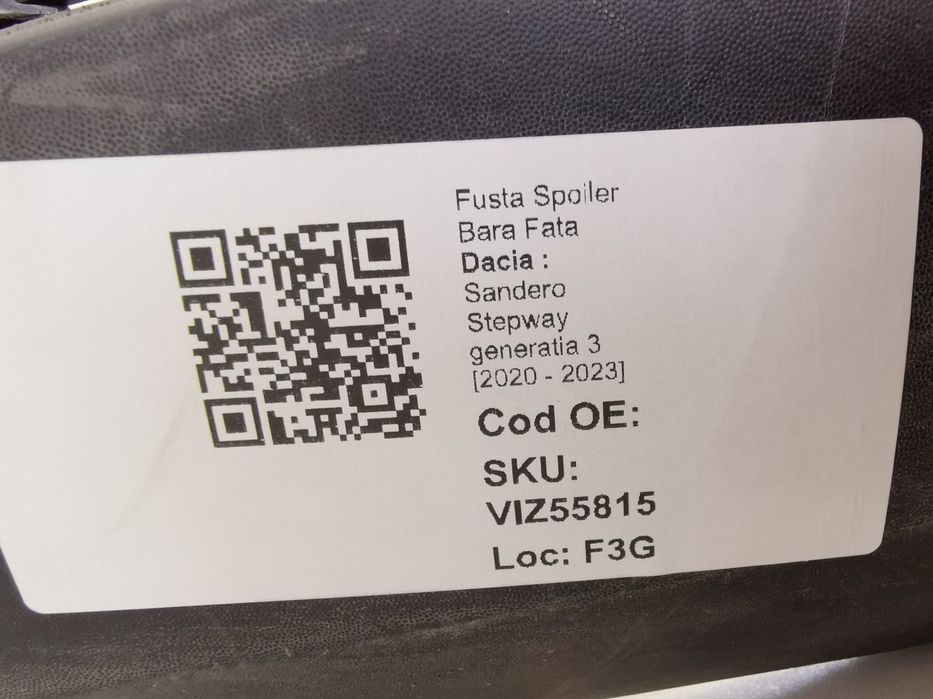 Fusta Spoiler
Bara Fata
Dacia :
Sandero
Stepway
generatia 3
[2020 - 2023]
Cod OE:
SKU:
VIZ55815
Loc: F3G